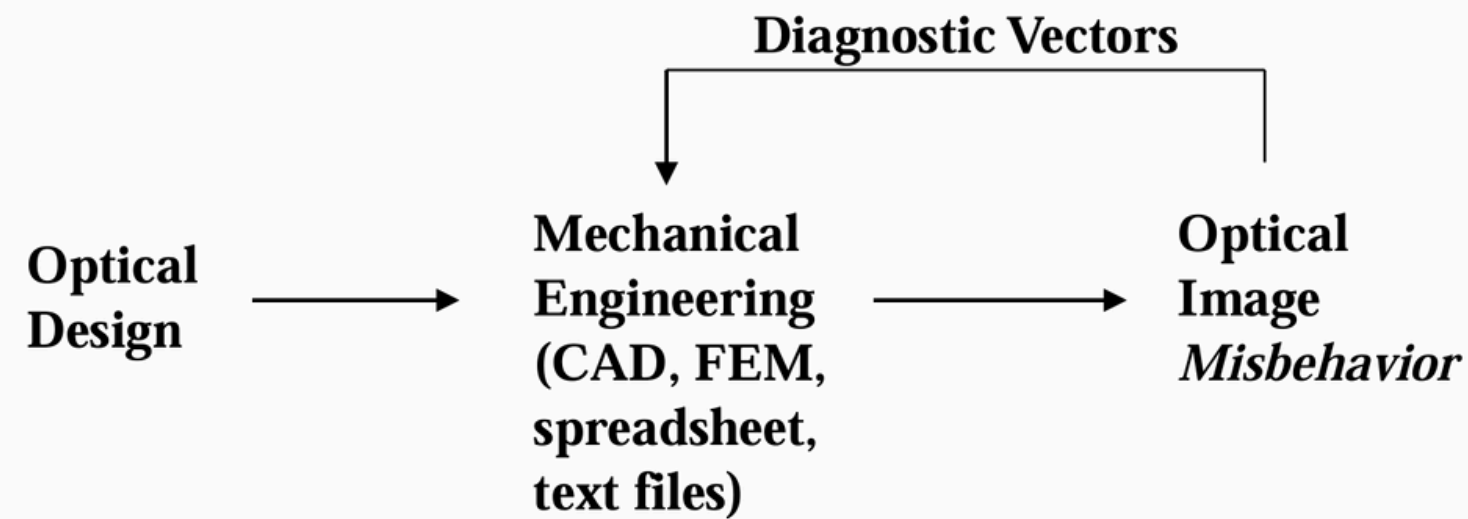 Diagnostic Vectors
Optical
Design
Mechanical
Engineering
(CAD, FEM,
spreadsheet,
text files)
Optical
Image
Misbehavior